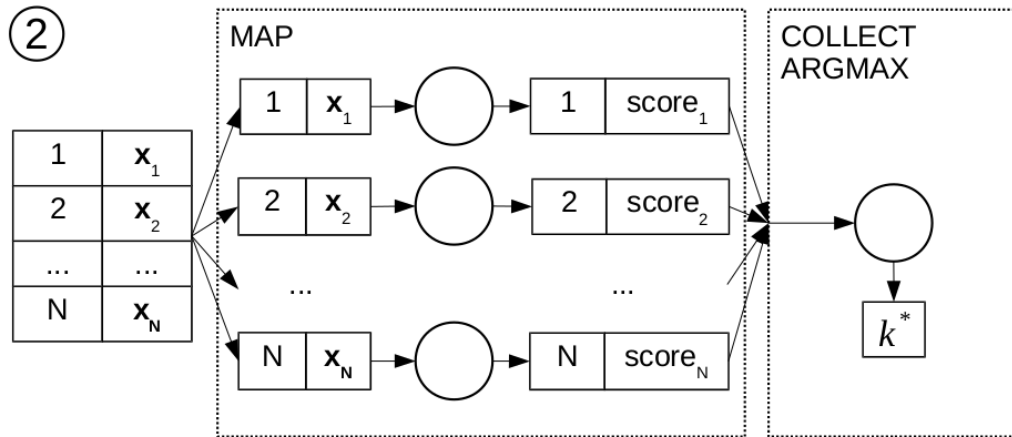 2
MAP
COLLECT
ARGMAX
1 x1
2 x2
... ...
N xN
1 x1 1 score1
2 x2 2 score2
... ...
N xN N scoreN
k*